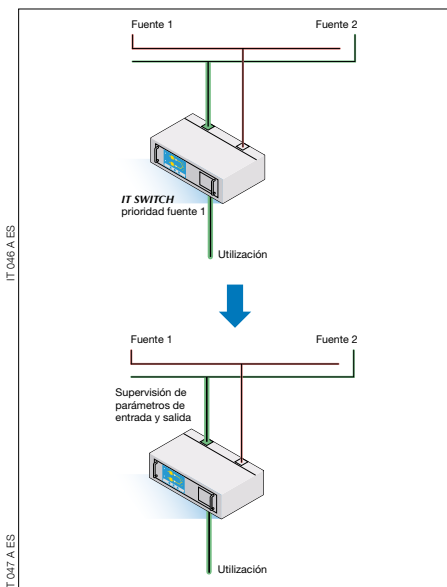 Fuente 1
Fuente 2
IT SWITCH
prioridad fuente 1
Utilización
IT 046 A ES
Fuente 1
Fuente 2
Supervisión de
parámetros de
entrada y salida
Utilización
IT 047 A ES